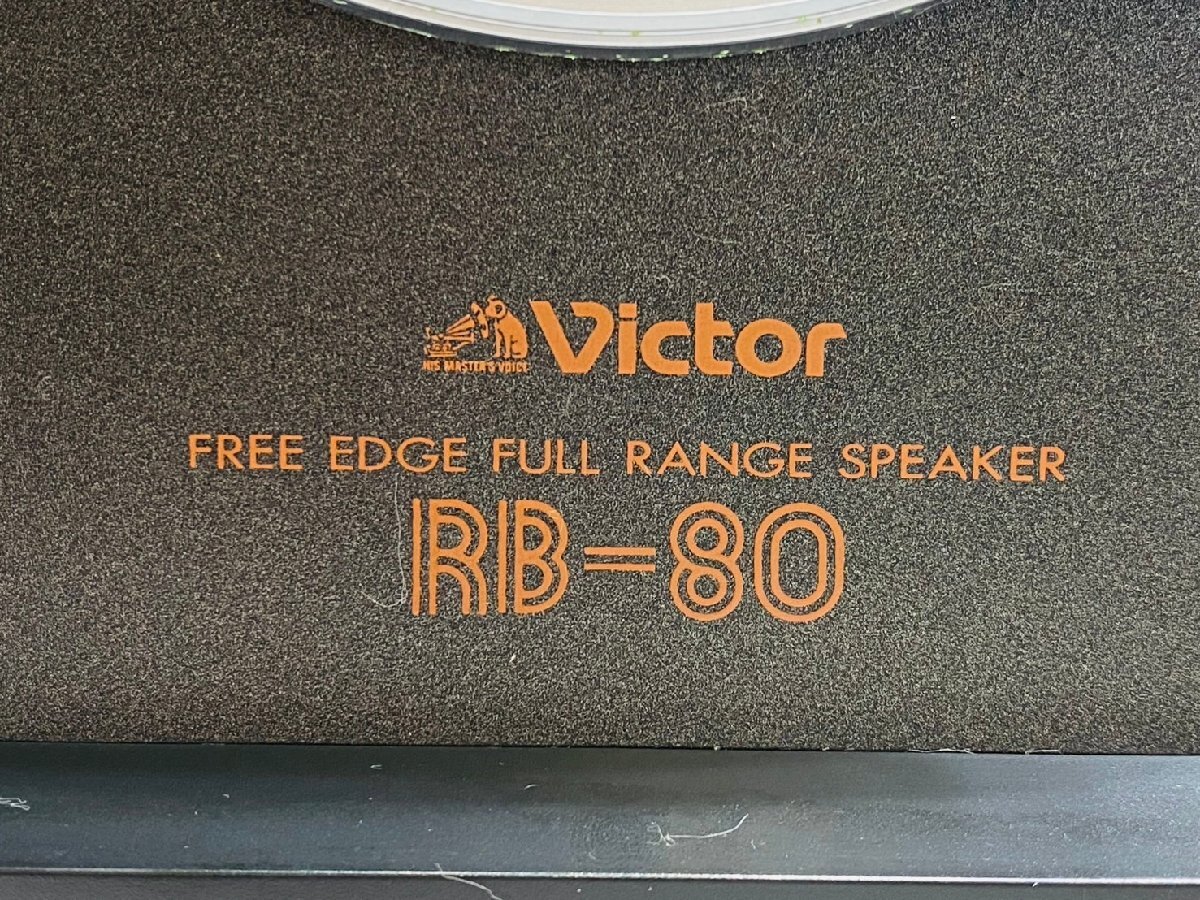 Victor
HIS MASTER'S VOICE
FREE EDGE FULL RANGE SPEAKER
RB-80